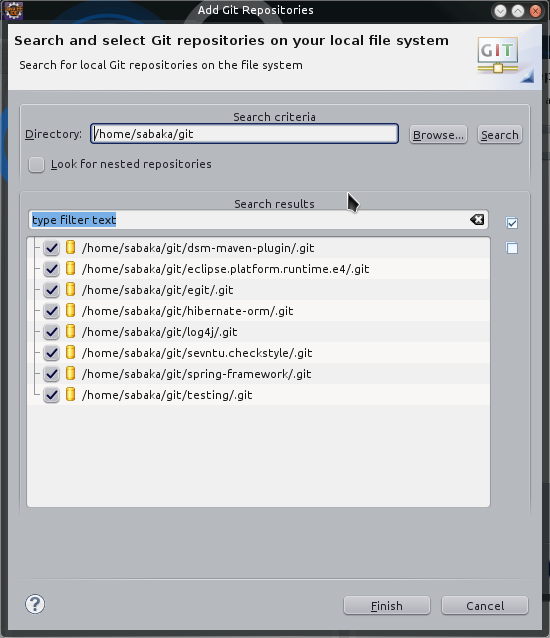 Add Git Repositories
Search and select Git repositories on your local file system
Search for local Git repositories on the file system
GIT
Search criteria
Directory: /home/sabaka/git Browse... Search
Look for nested repositories
Search results
type filter text
/home/sabaka/git/dsm-maven-plugin/.git
/home/sabaka/git/eclipse.platform.runtime.e4/.git
/home/sabaka/git/egit/.git
/home/sabaka/git/hibernate-orm/.git
/home/sabaka/git/log4j/.git
/home/sabaka/git/sevntu.checkstyle/.git
/home/sabaka/git/spring-framework/.git
/home/sabaka/git/testing/.git
? Finish Cancel